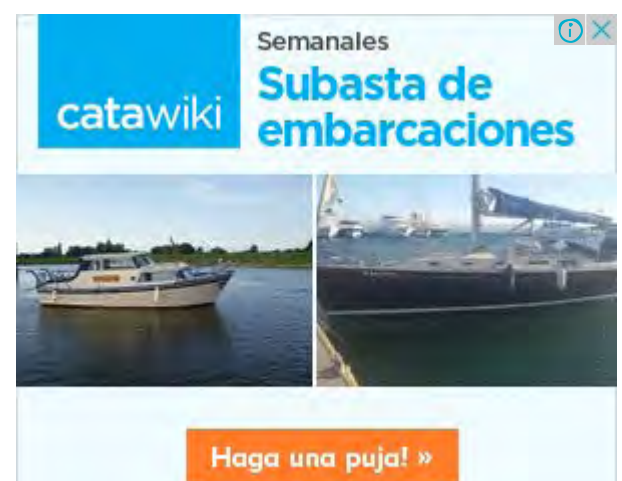 catawiki
Semanales
Subasta de
embarcaciones
Haga una puja! »